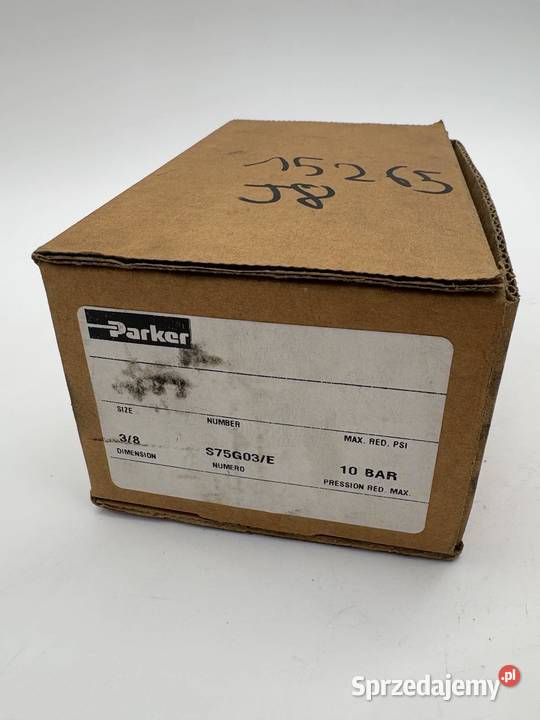 15265
Parker
SIZE NUMBER MAX. RED. PSI
3/8 S75G03/E 10 BAR
DIMENSION NUMERO PRESSION RED. MAX.
Sprzedajemy.pl